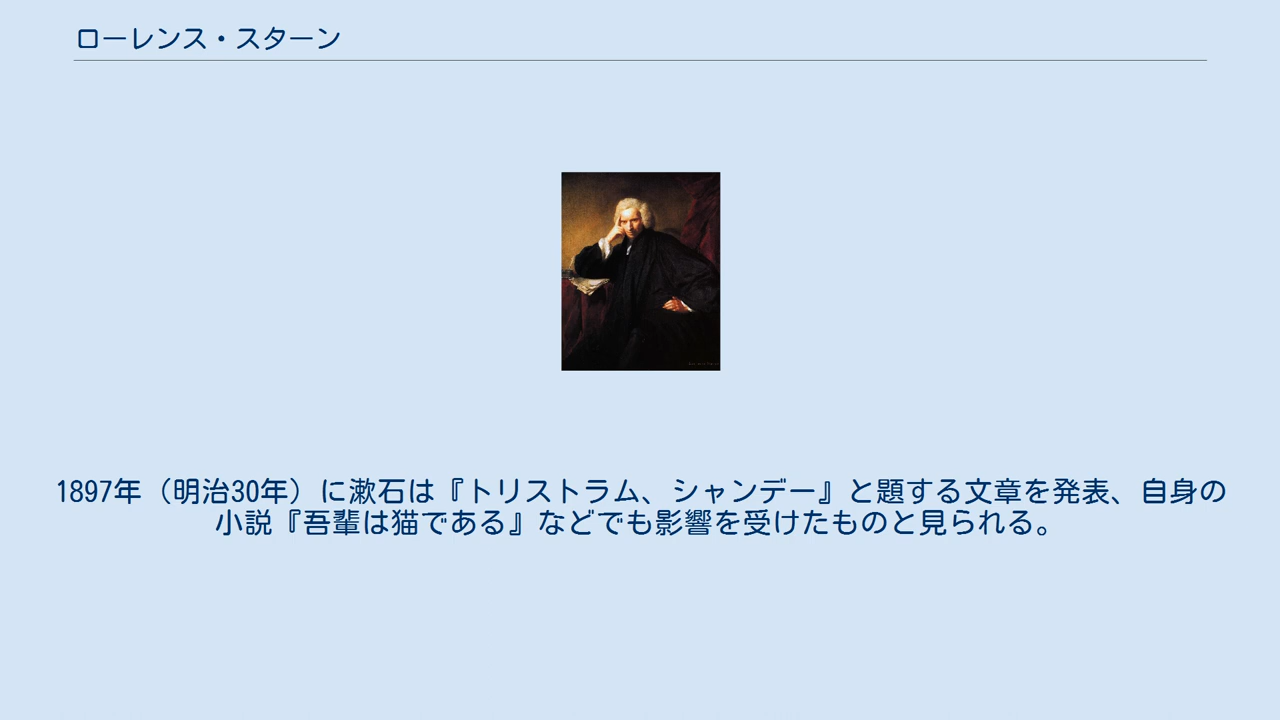 ローレンス・スターン
1897年（明治30年）に漱石は『トリストラム、シャンデー』と題する文章を発表、自身の
小説『吾輩は猫である』などでも影響を受けたものと見られる。